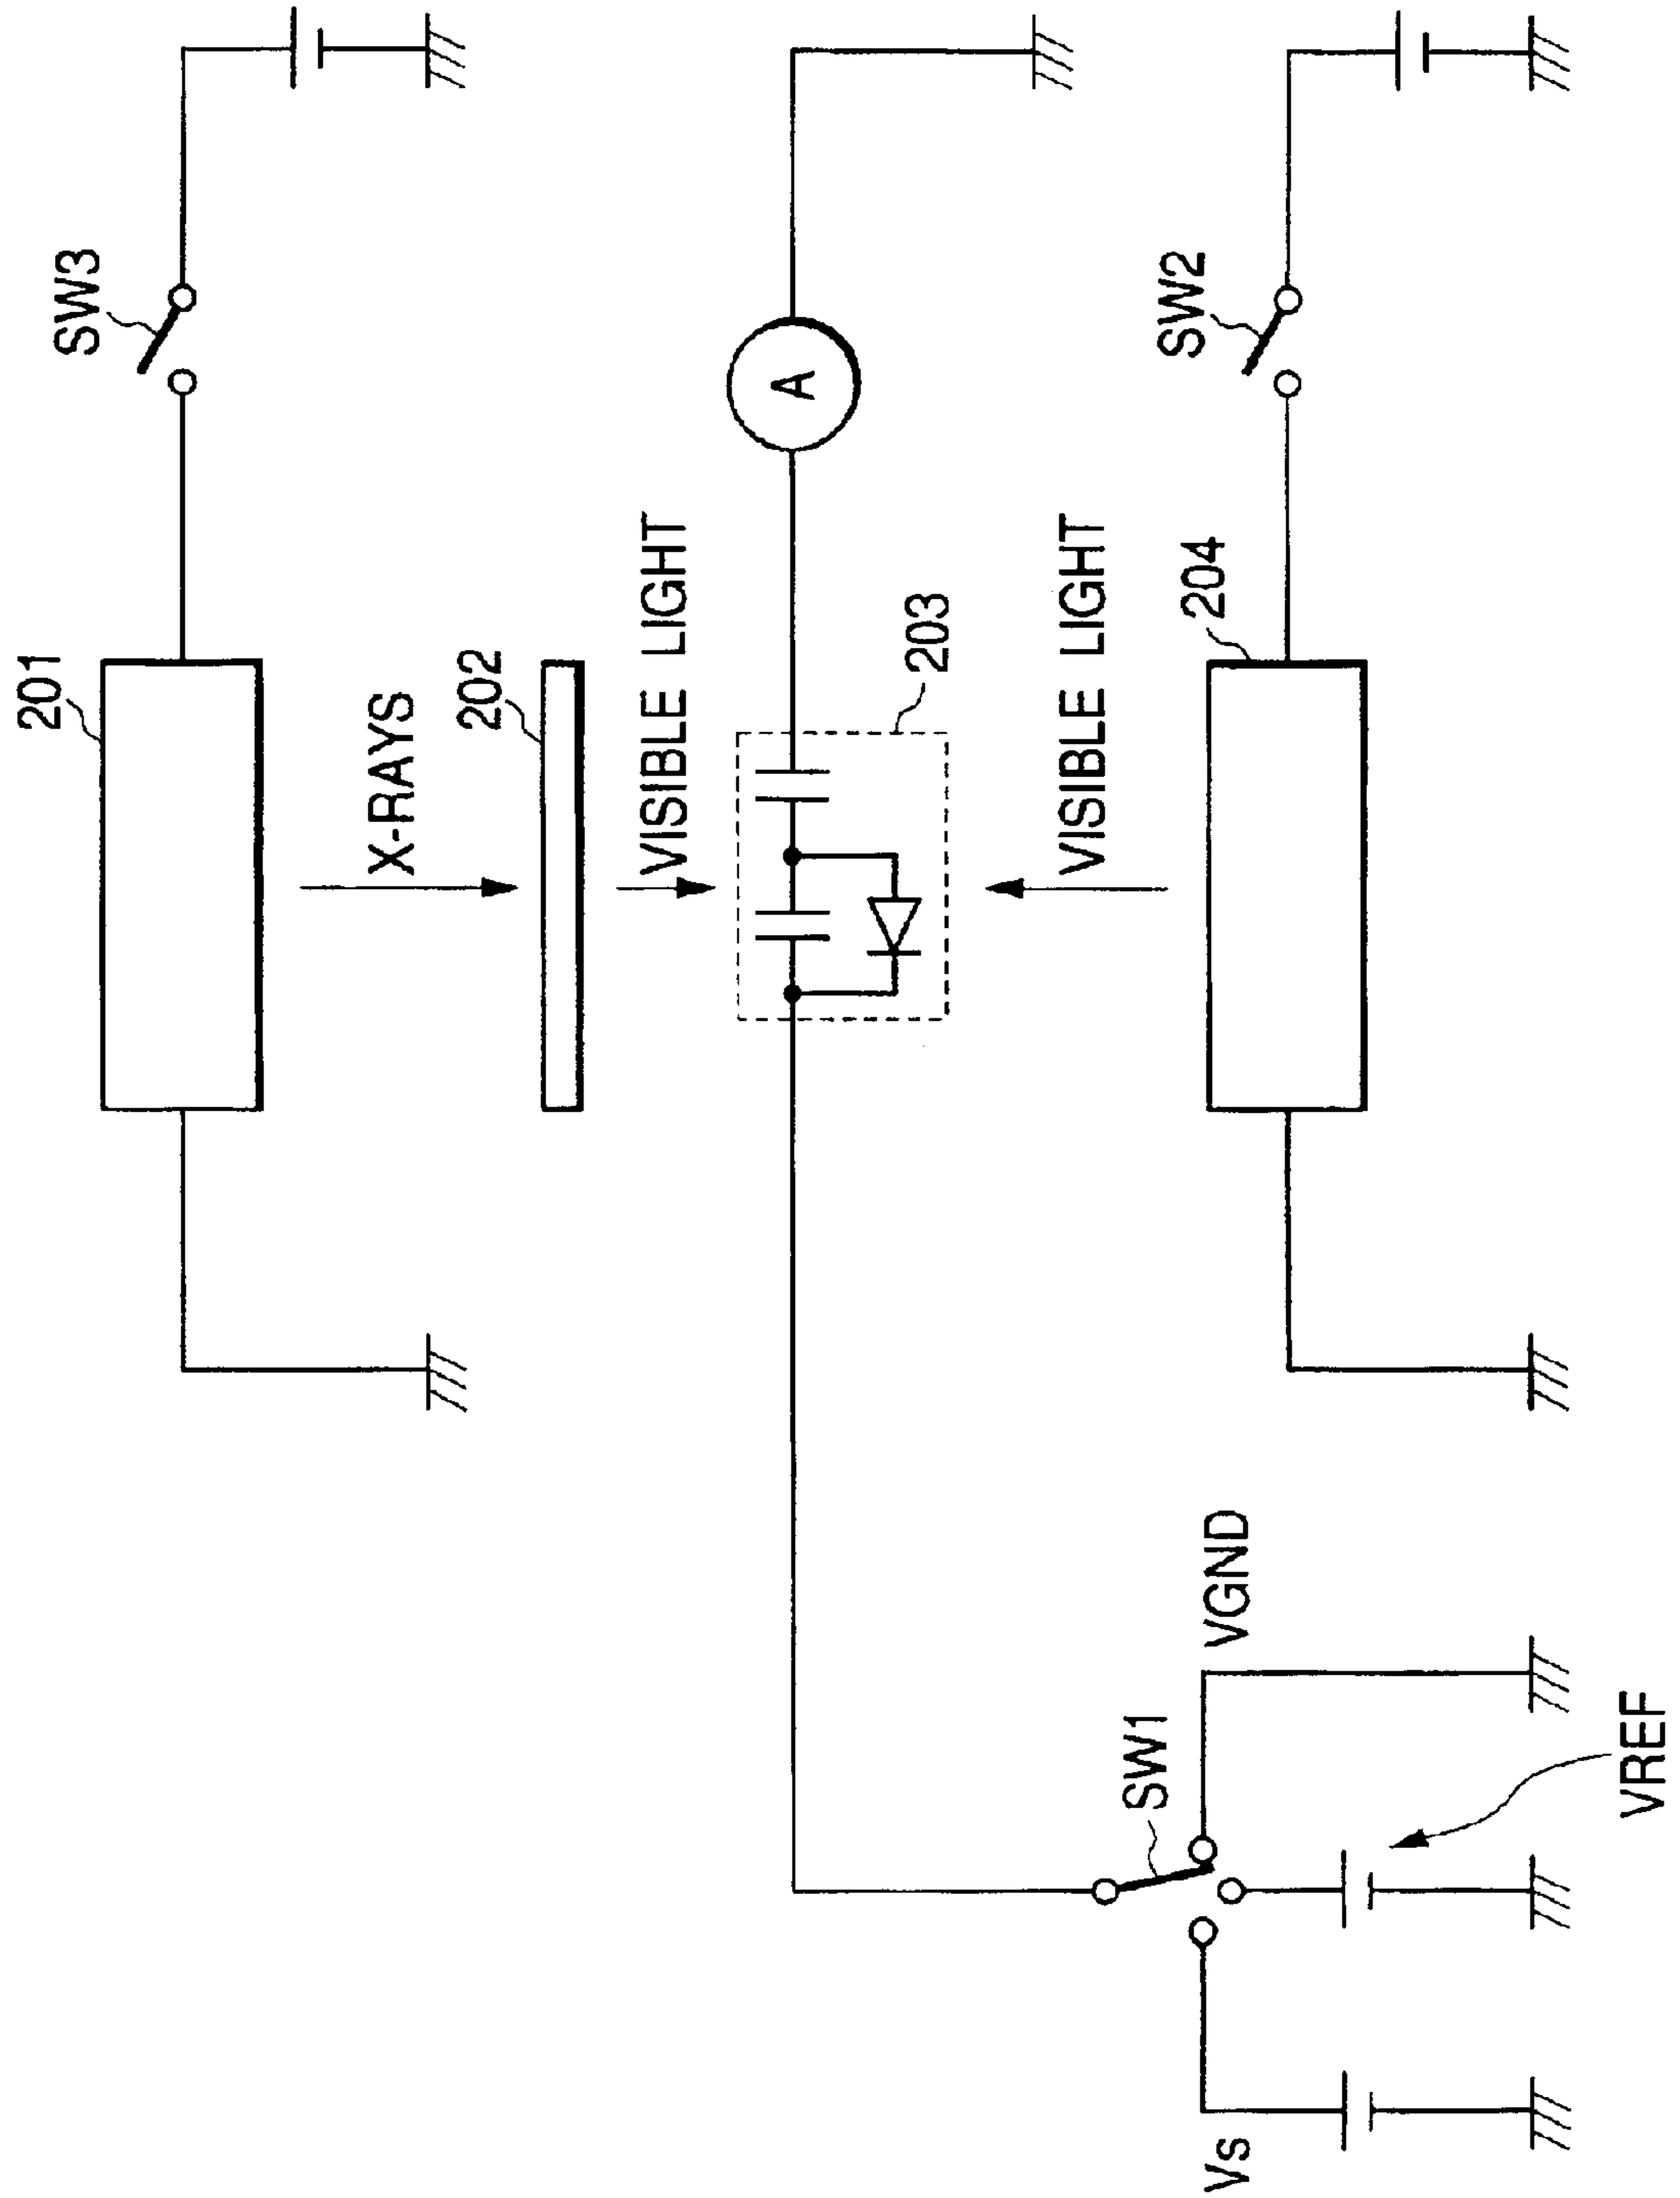 201
SW3
X-RAYS
202
VISIBLE LIGHT
203
A
VISIBLE LIGHT
204
SW2
SW1
VGND
Vs
VREF